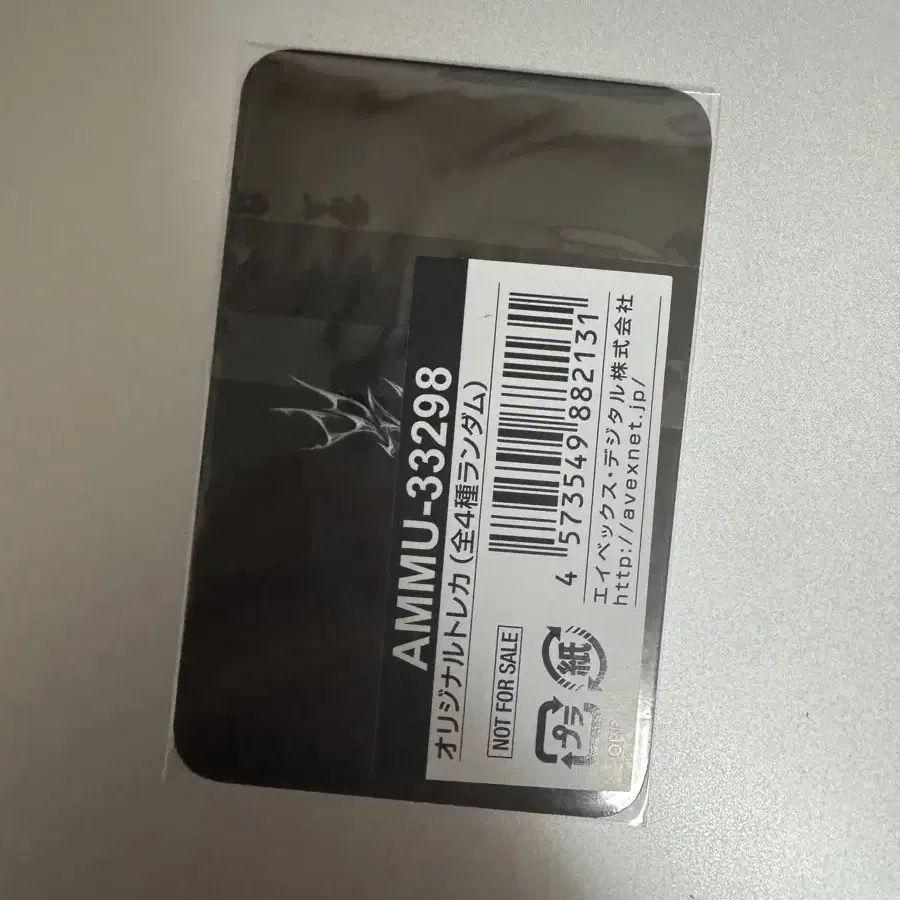 AMMU-33298
オリジナルトレカ (全4種ランダム)
4 573549 882131
エイベックス・デジタル株式会社
http://avexnet.jp/
NOT FOR SALE
プラ
紙
OPP